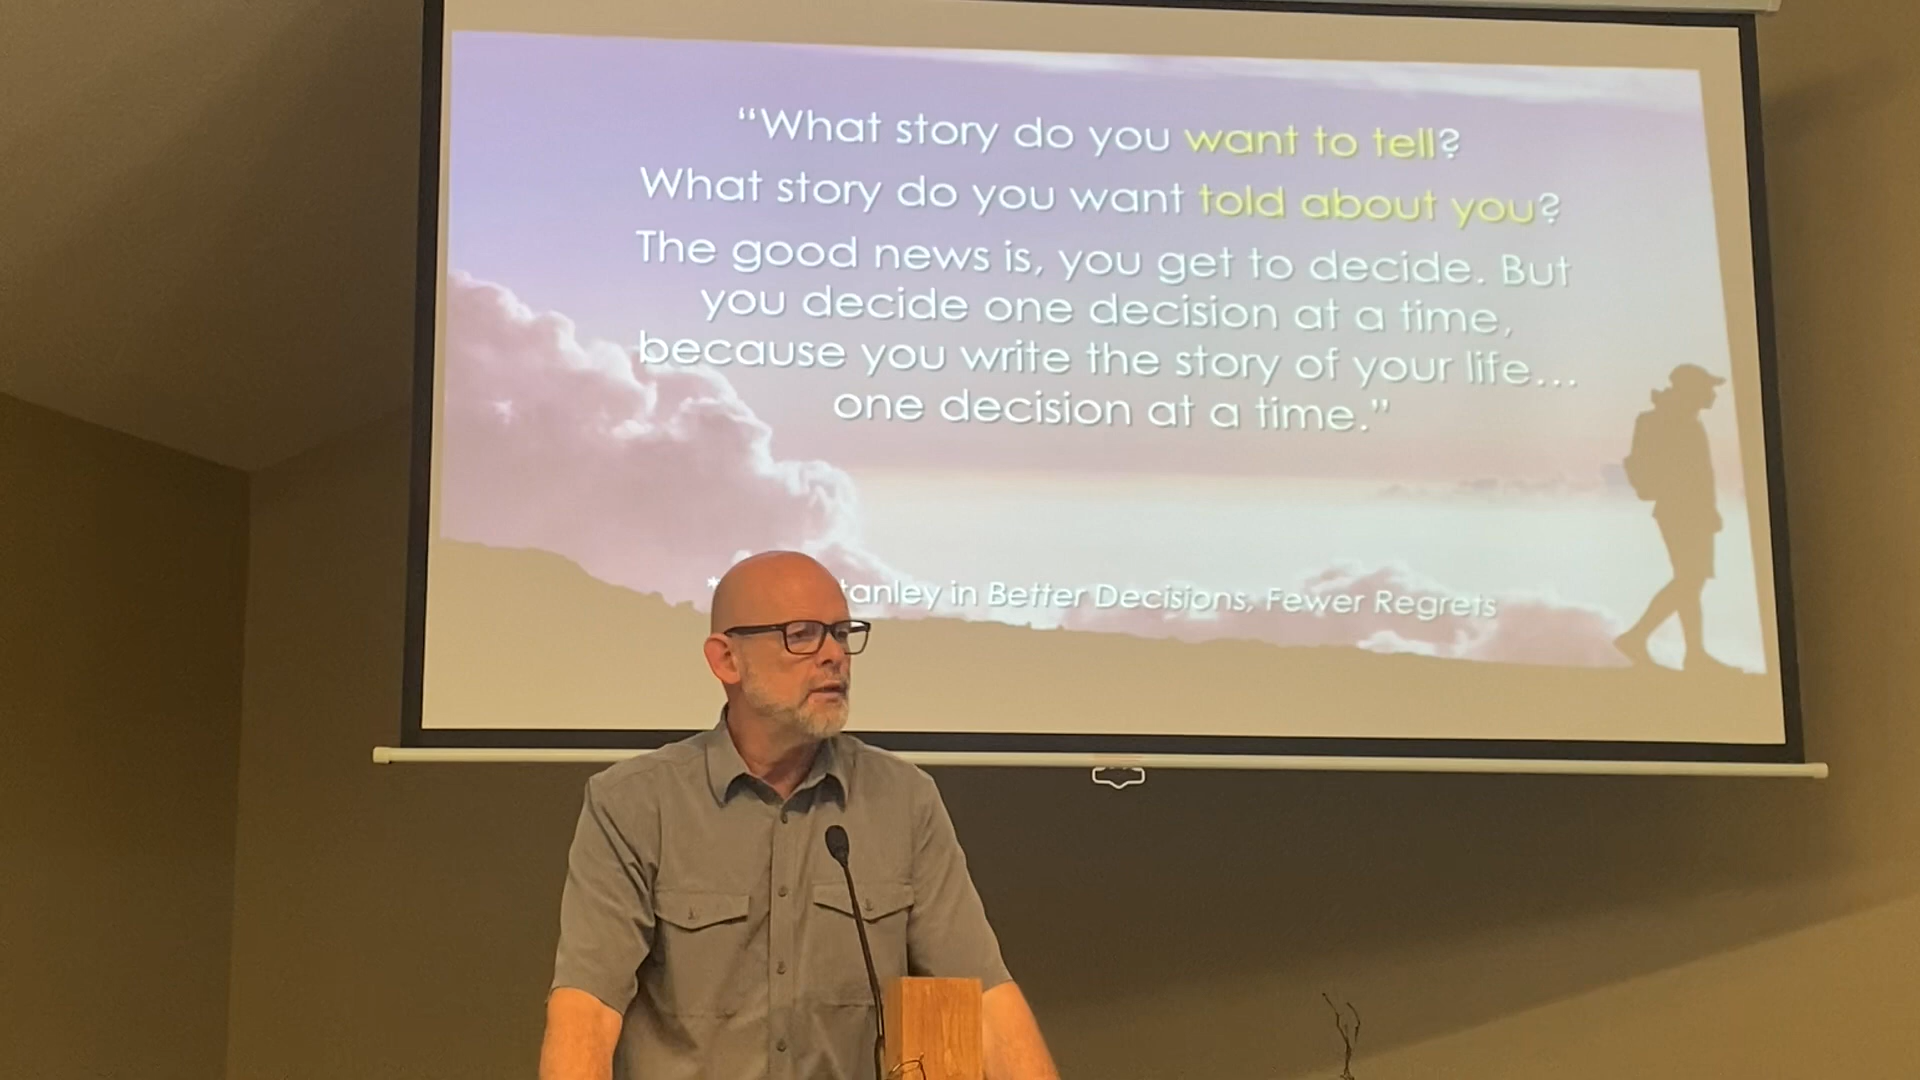 “What story do you want to tell?
What story do you want told about you?
The good news is, you get to decide. But
you decide one decision at a time,
because you write the story of your life...
one decision at a time.”
* in Better Decisions, Fewer Regrets